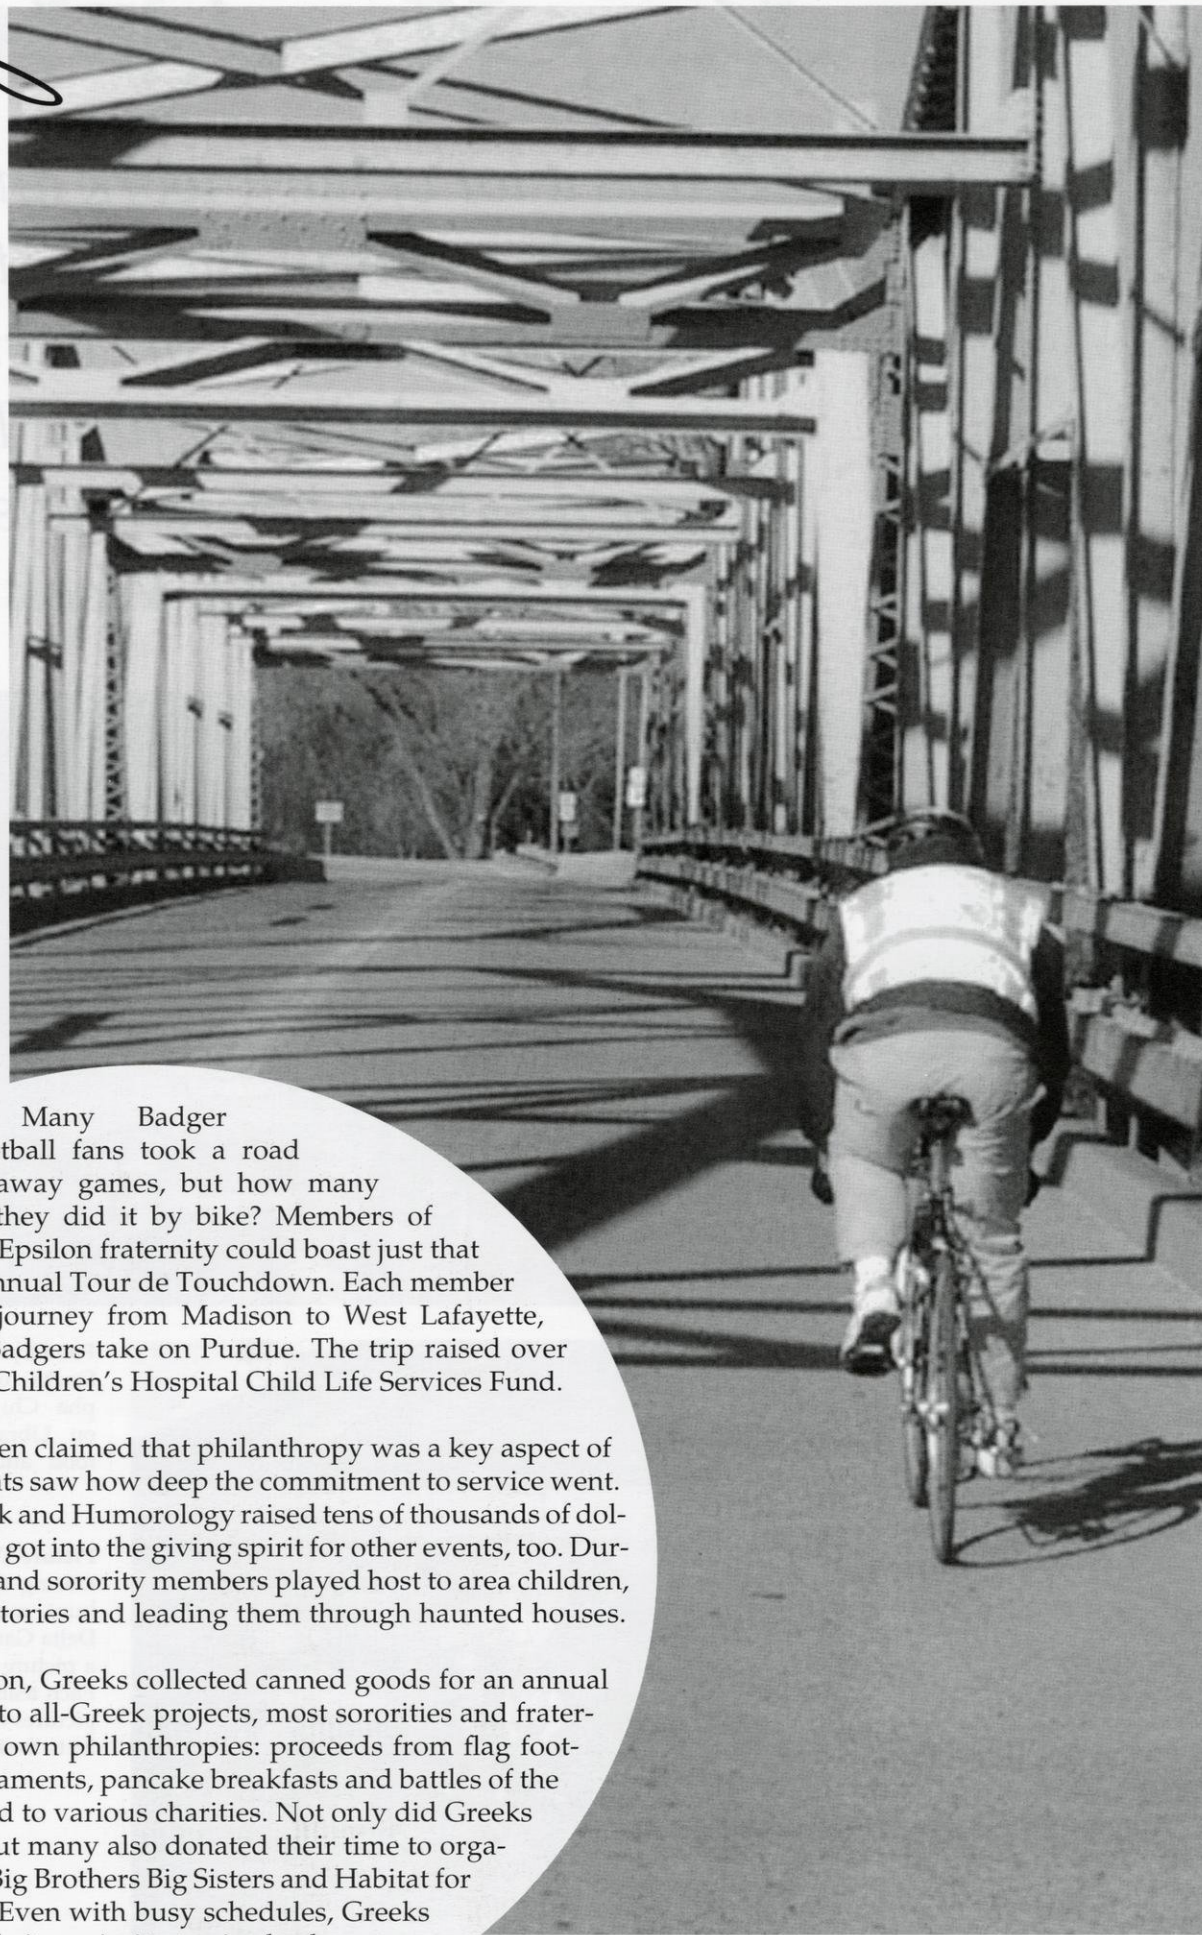 Many Badger
tball fans took a road
away games, but how many
they did it by bike? Members of
Epsilon fraternity could boast just that
nnual Tour de Touchdown. Each member
journey from Madison to West Lafayette,
adgers take on Purdue. The trip raised over
Children's Hospital Child Life Services Fund.
en claimed that philanthropy was a key aspect of
ts saw how deep the commitment to service went.
k and Humorology raised tens of thousands of dol-
got into the giving spirit for other events, too. Dur-
and sorority members played host to area children,
tories and leading them through haunted houses.
on, Greeks collected canned goods for an annual
to all-Greek projects, most sororities and frater-
own philanthropies: proceeds from flag foot-
aments, pancake breakfasts and battles of the
d to various charities. Not only did Greeks
ut many also donated their time to orga-
Big Brothers Big Sisters and Habitat for
Even with busy schedules, Greeks